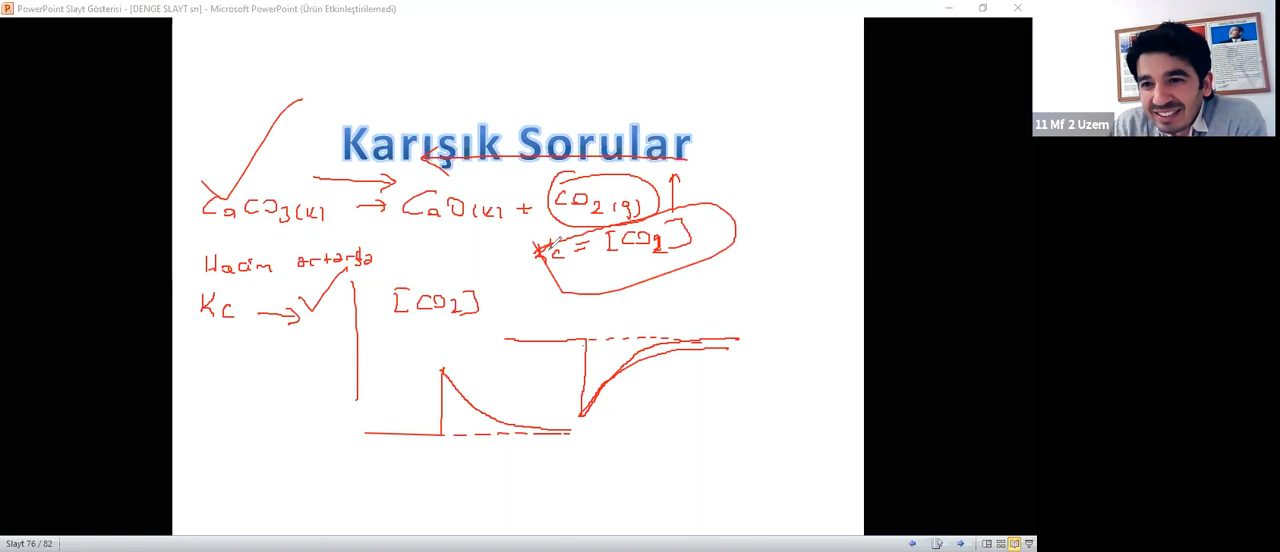 PowerPoint Slayt Gösterisi - [DENGE SLAYT sn] - Microsoft PowerPoint (Ürün Etkinleştirilemedi)
11 Mf 2 Uzem
Karışık Sorular
CaCO3(k) → CaO(k) + CO2(g)
Kc = [CO2]
Hacim artarsa
Kc → [CO2]
Slayt 76 / 82